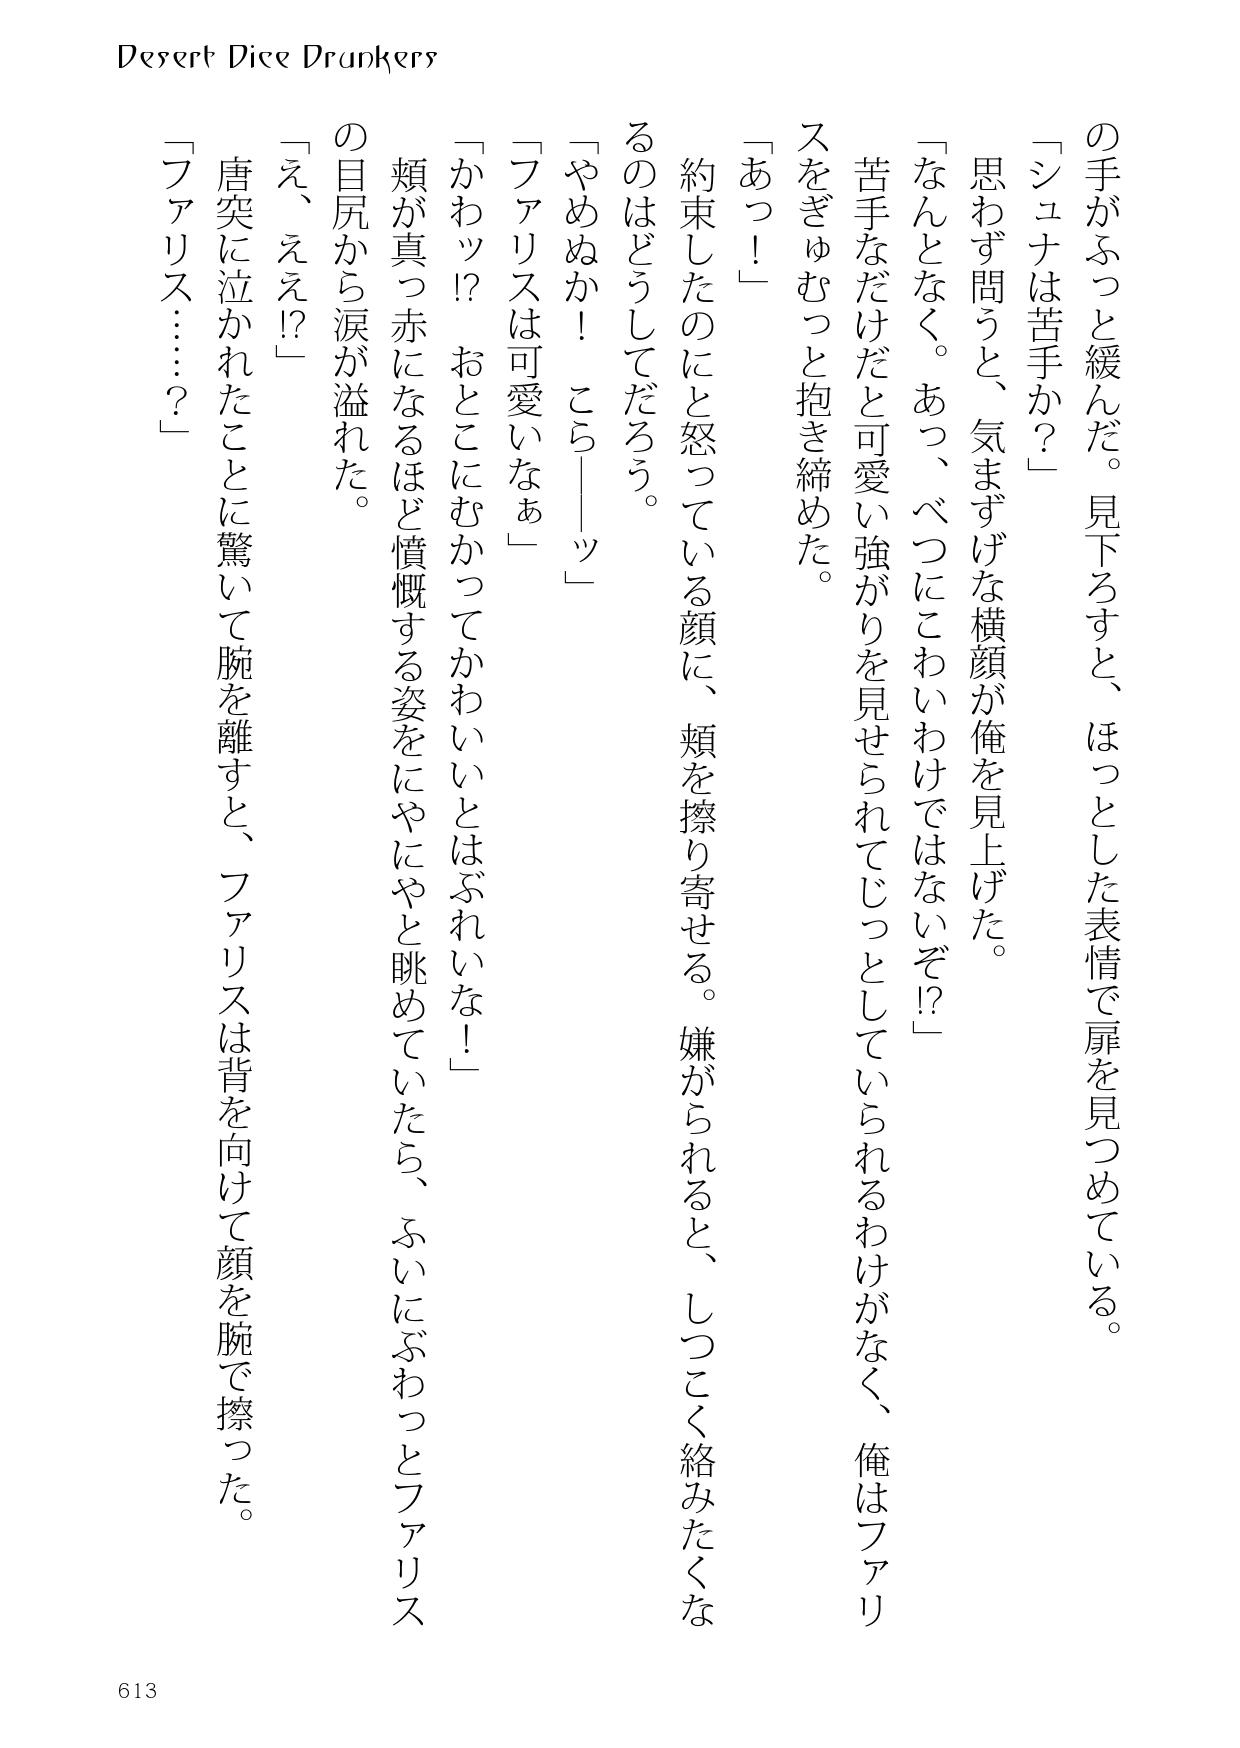 Desert Dice Drunkers
の手がふっと緩んだ。見下ろすと、ほっとした表情で扉を見つめている。
「シュナは苦手か？」
　思わず問うと、気まずげな横顔が俺を見上げた。
「なんとなく。あっ、べつにこわいわけではないぞ!?」
　苦手なだけだと可愛い強がりを見せられてじっとしていられるわけがなく、俺はファリ
スをぎゅむっと抱き締めた。
「あっ！」
　約束したのにと怒っている顔に、頬を擦り寄せる。嫌がられると、しつこく絡みたくな
るのはどうしてだろう。
「やめぬか！　こら――ッ」
「ファリスは可愛いなぁ」
「かわッ!?　おとこにむかってかわいいとはぶれいな！」
　頬が真っ赤になるほど憤慨する姿をにやにやと眺めていたら、ふいにぶわっとファリス
の目尻から涙が溢れた。
「え、ええ!?」
　唐突に泣かれたことに驚いて腕を離すと、ファリスは背を向けて顔を腕で擦った。
「ファリス……？」
613